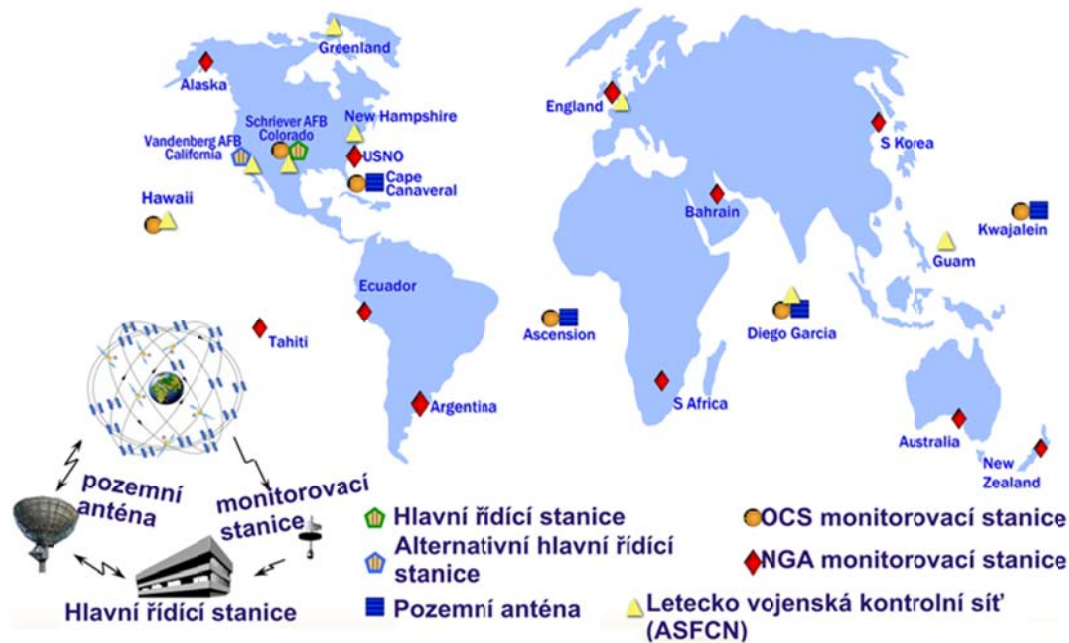 Greenland
Alaska
England
New Hampshire
Schriever AFB
Colorado
Vandenberg AFB
California
S Korea
USNO
Cape
Canaveral
Hawaii
Bahrain
Kwajalein
Guam
Ecuador
Ascension
Diego Garcia
Tahiti
S Africa
Argentina
Australia
New
Zealand
pozemní
anténa
monitorovací
stanice
Hlavní řídící stanice
Hlavní řídící stanice
Alternativní hlavní řídící
stanice
Pozemní anténa
OCS monitorovací stanice
NGA monitorovací stanice
Letecko vojenská kontrolní síť
(ASFCN)